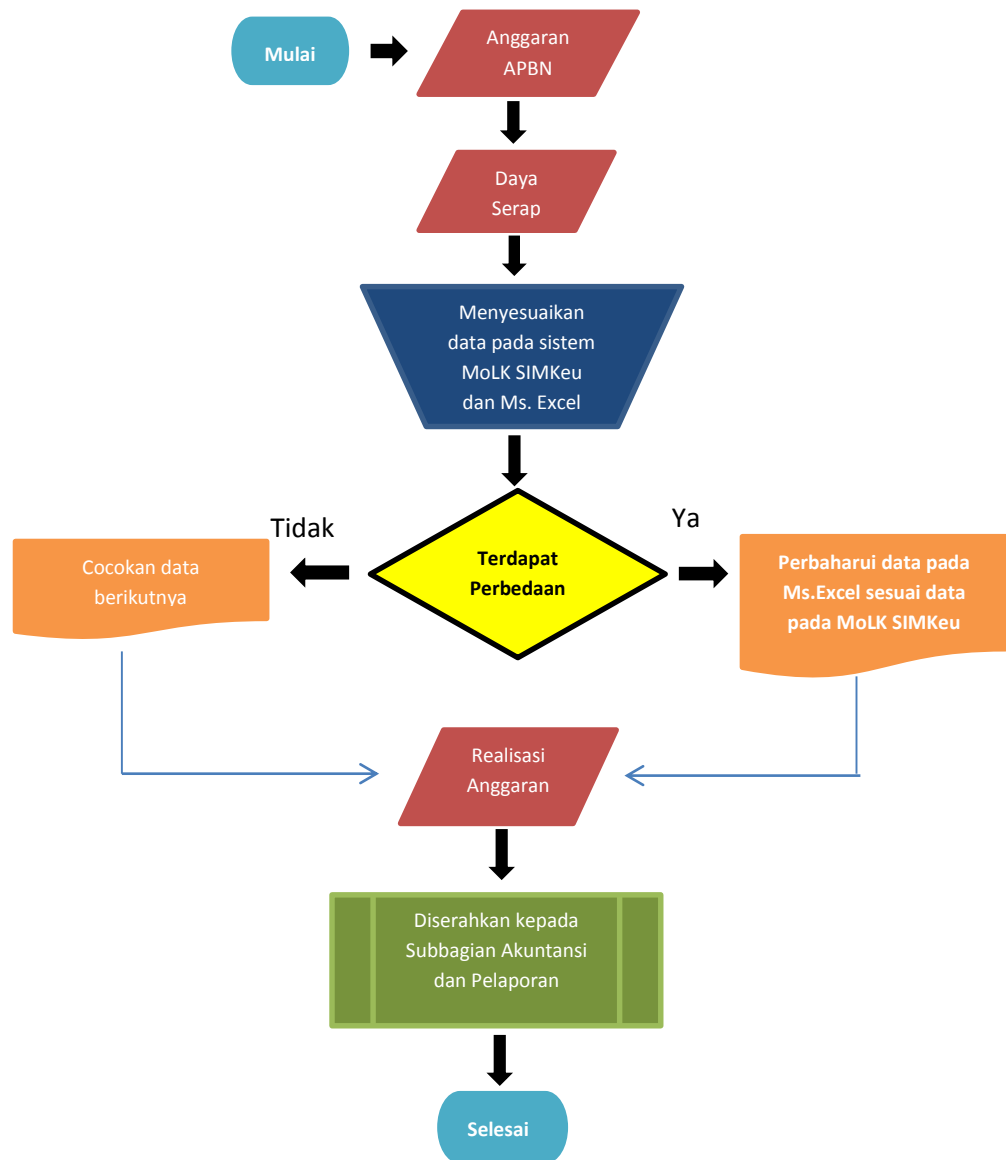 Mulai
Anggaran
APBN
Daya
Serap
Menyesuaikan
data pada sistem
MoLK SIMKeu
dan Ms. Excel
Terdapat
Perbedaan
Tidak
Ya
Cocokan data
berikutnya
Perbaharui data pada
Ms.Excel sesuai data
pada MoLK SIMKeu
Realisasi
Anggaran
Diserahkan kepada
Subbagian Akuntansi
dan Pelaporan
Selesai